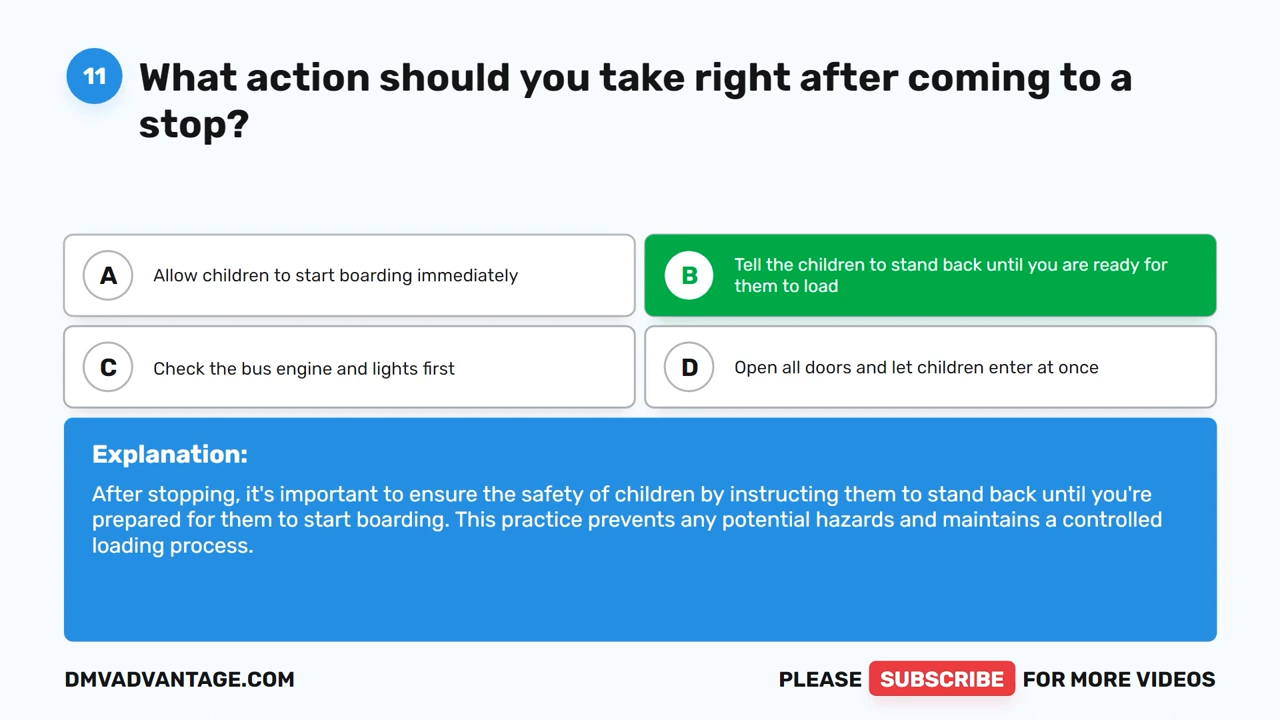 11
What action should you take right after coming to a
stop?
A
Allow children to start boarding immediately
B
Tell the children to stand back until you are ready for
them to load
C
Check the bus engine and lights first
D
Open all doors and let children enter at once
Explanation:
After stopping, it's important to ensure the safety of children by instructing them to stand back until you're
prepared for them to start boarding. This practice prevents any potential hazards and maintains a controlled
loading process.
DMVADVANTAGE.COM
PLEASE SUBSCRIBE FOR MORE VIDEOS